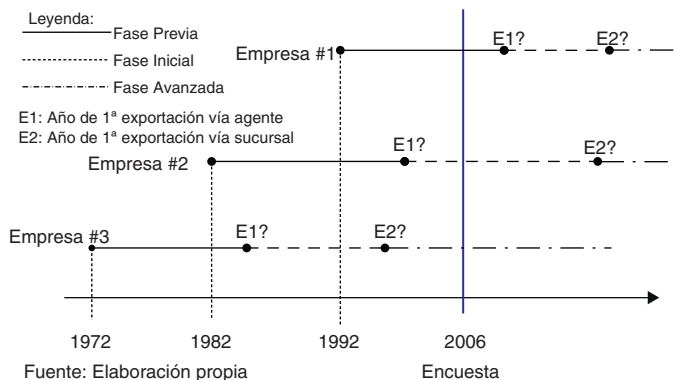 Leyenda:
Fase Previa
Fase Inicial
Fase Avanzada
E1: Año de 1ª exportación vía agente
E2: Año de 1ª exportación vía sucursal
Empresa #1
E1?
E2?
Empresa #2
E1?
E2?
Empresa #3
E1?
E2?
1972
1982
1992
2006
Fuente: Elaboración propia
Encuesta